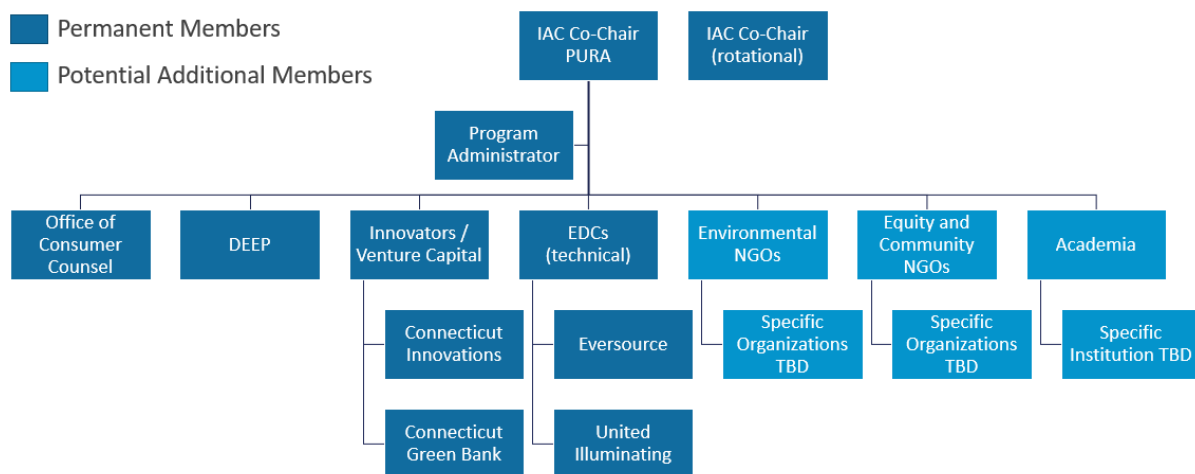 Permanent Members
Potential Additional Members
IAC Co-Chair
PURA
IAC Co-Chair
(rotational)
Program
Administrator
Office of
Consumer
Counsel
DEEP
Innovators /
Venture Capital
EDCs
(technical)
Environmental
NGOs
Equity and
Community
NGOs
Academia
Connecticut
Innovations
Eversource
Specific
Organizations
TBD
Specific
Organizations
TBD
Specific
Institution TBD
Connecticut
Green Bank
United
Illuminating